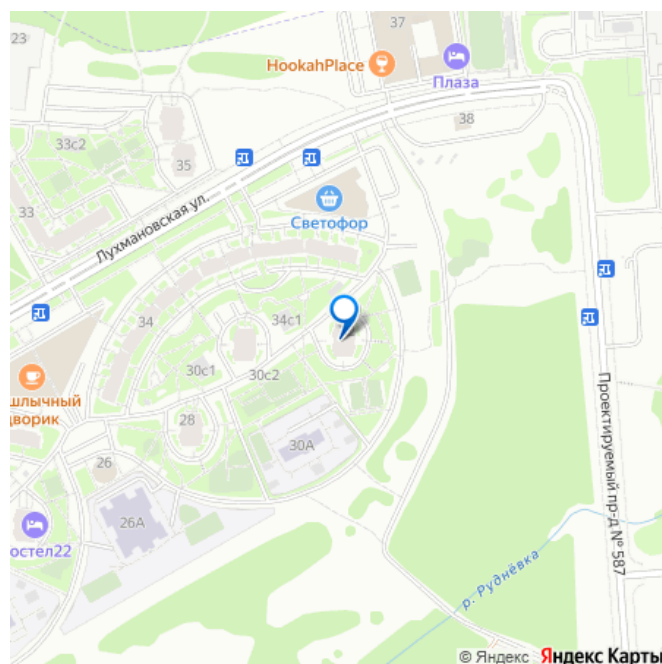 23
37
HookahPlace
Плаза
38
33с2
35
33
Лухмановская ул.
Светофор
34
34с1
30с1
30с2
шлычный
дворик
28
30А
26
26А
остел22
Проектируемый пр-д № 587
р. Руднёвка
© Яндекс Яндекс Карты